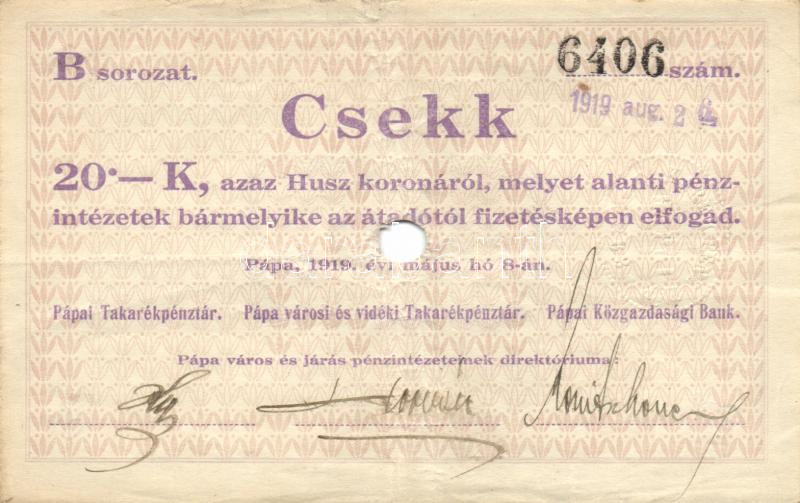 B sorozat. 6406 szám.
1919 aug. 2
Csekk
20·— K, azaz Husz koronáról, melyet alanti pénz-
intézetek bármelyike az átadótól fizetésképen elfogad.
Pápa, 1919. évi május hó 8-án.
Pápai Takarékpénztár. Pápa városi és vidéki Takarékpénztár. Pápai Közgazdasági Bank.
Pápa város és járás pénzintézeteinek direktóriuma: